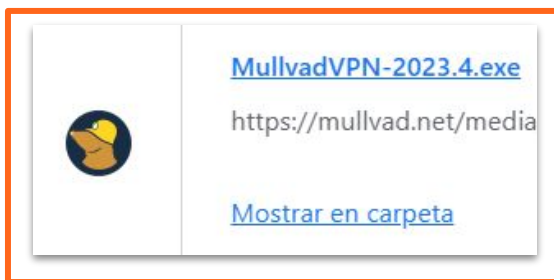 MullvadVPN-2023.4.exe
https://mullvad.net/media
Mostrar en carpeta